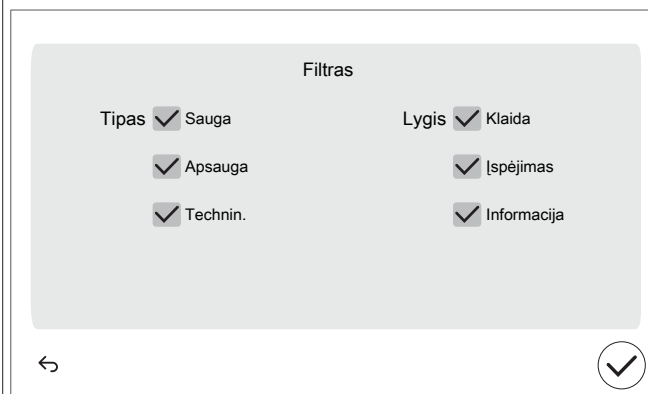 Filtras
Tipas Sauga
Apsauga
Technin.
Lygis Klaida
Įspėjimas
Informacija